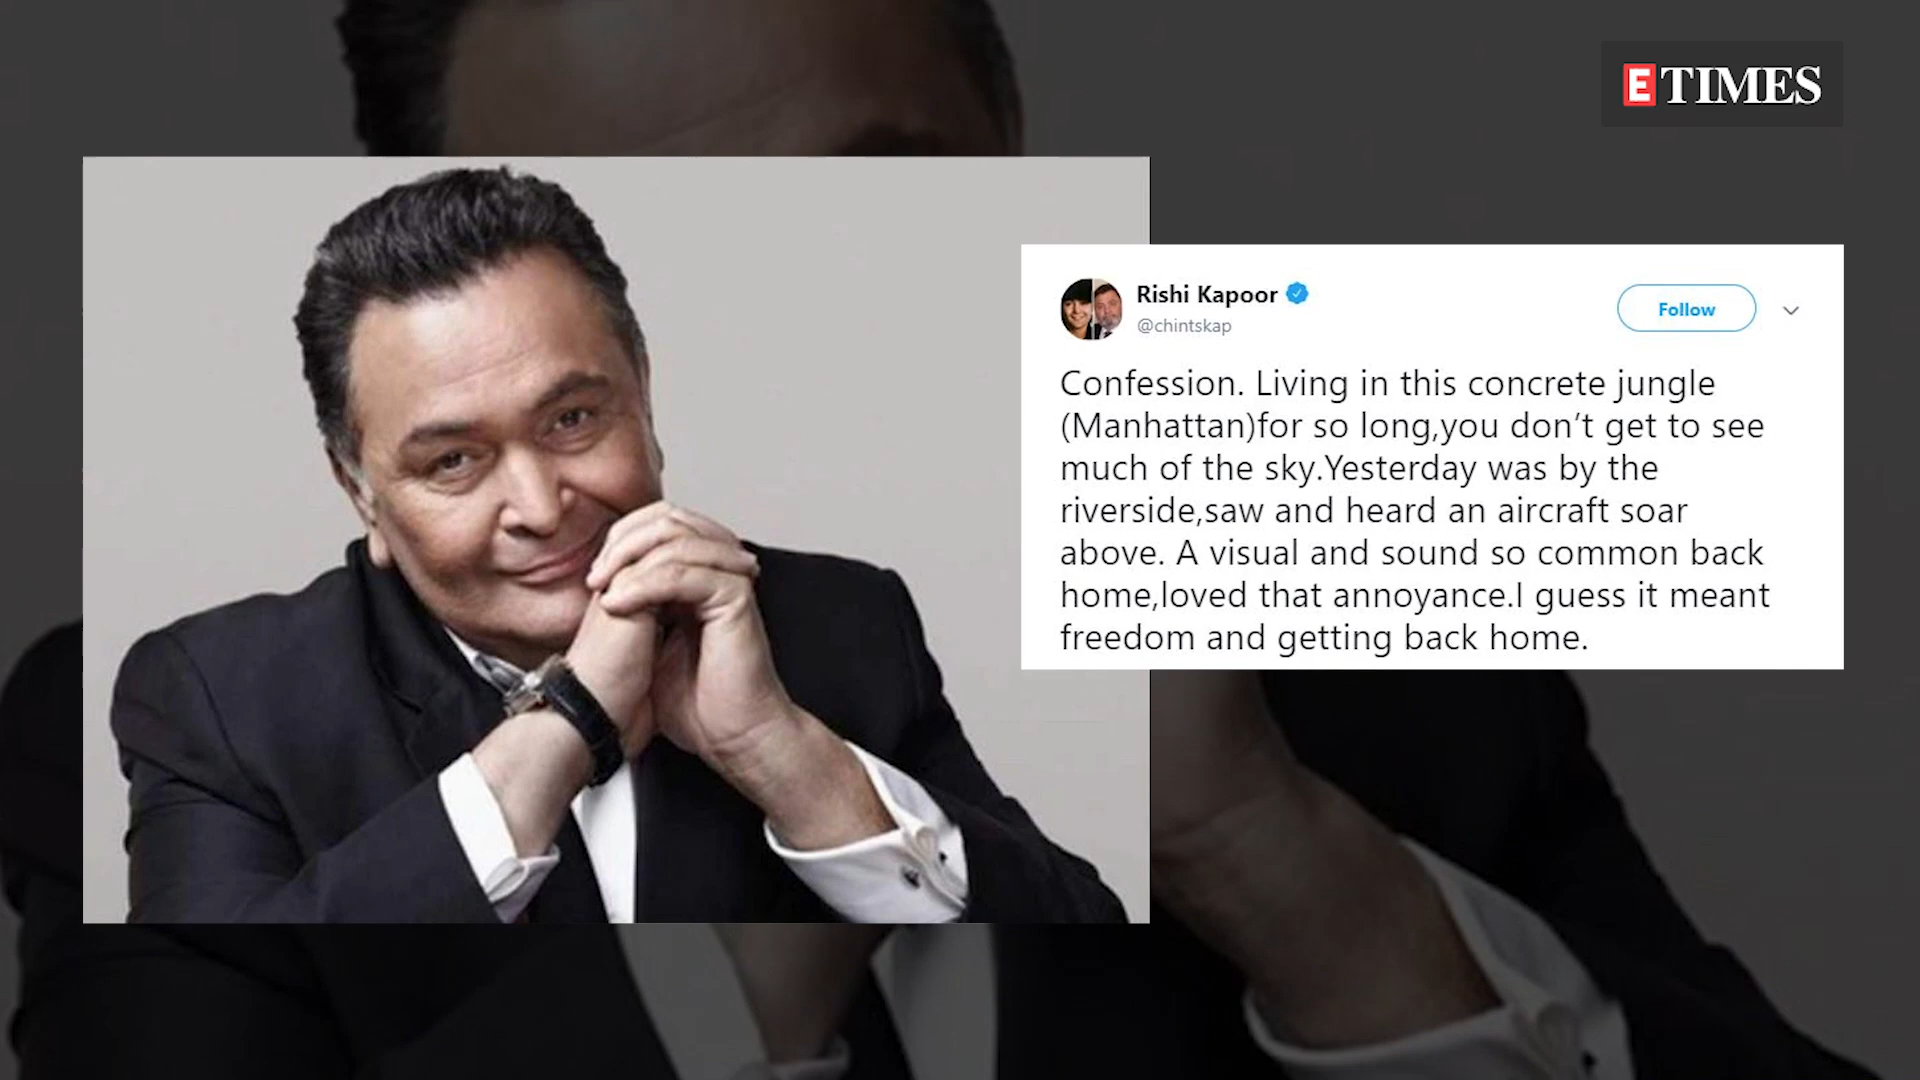 E TIMES
Rishi Kapoor
@chintskap
Follow
Confession. Living in this concrete jungle
(Manhattan)for so long,you don’t get to see
much of the sky.Yesterday was by the
riverside,saw and heard an aircraft soar
above. A visual and sound so common back
home,loved that annoyance.I guess it meant
freedom and getting back home.